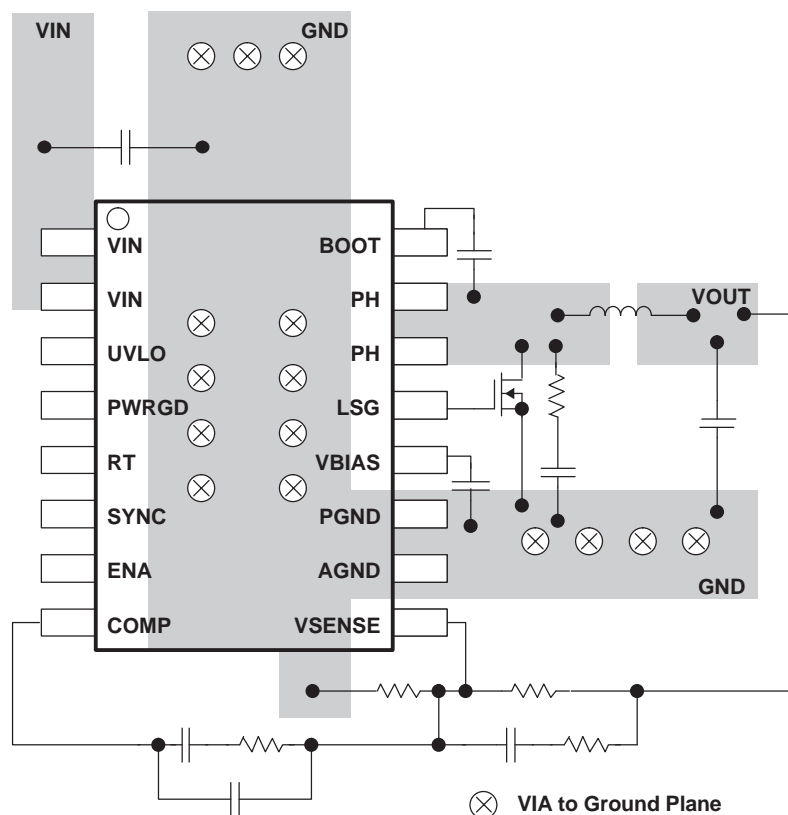 VIN
GND
VIN
BOOT
VIN
PH
VOUT
UVLO
PH
PWRGD
LSG
RT
VBIAS
SYNC
PGND
ENA
AGND
GND
COMP
VSENSE
VIA to Ground Plane